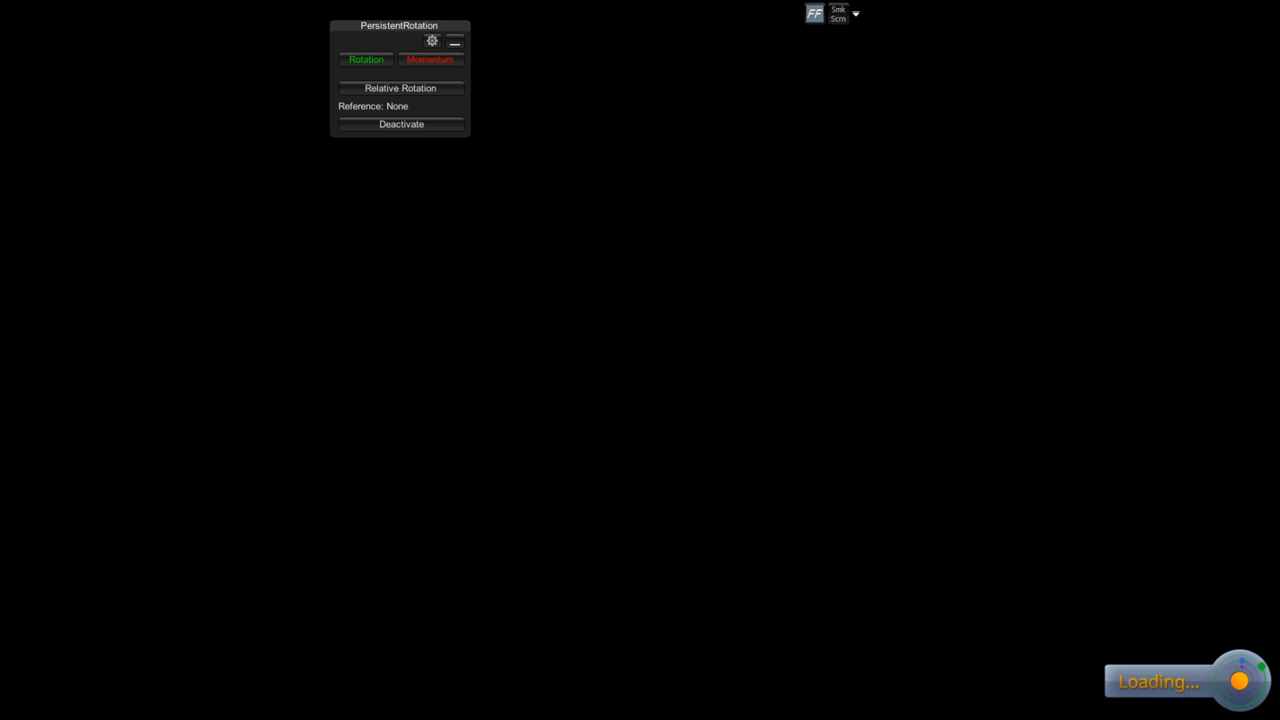 PersistentRotation
Rotation Momentum
Relative Rotation
Reference: None
Deactivate
FF
Smk
Scrn
Loading...